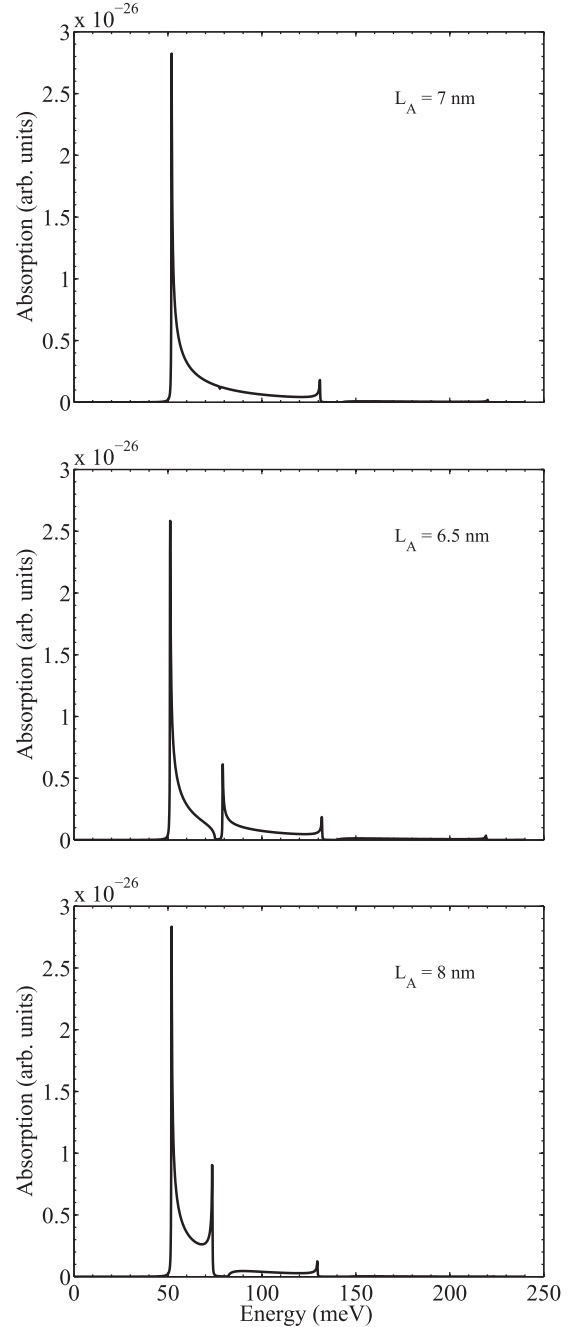 x 10⁻²⁶
3
2.5
2
1.5
1
0.5
0
Absorption (arb. units)
L_A = 7 nm
x 10⁻²⁶
3
2.5
2
1.5
1
0.5
0
Absorption (arb. units)
L_A = 6.5 nm
x 10⁻²⁶
3
2.5
2
1.5
1
0.5
0
Absorption (arb. units)
L_A = 8 nm
0 50 100 150 200 250
Energy (meV)